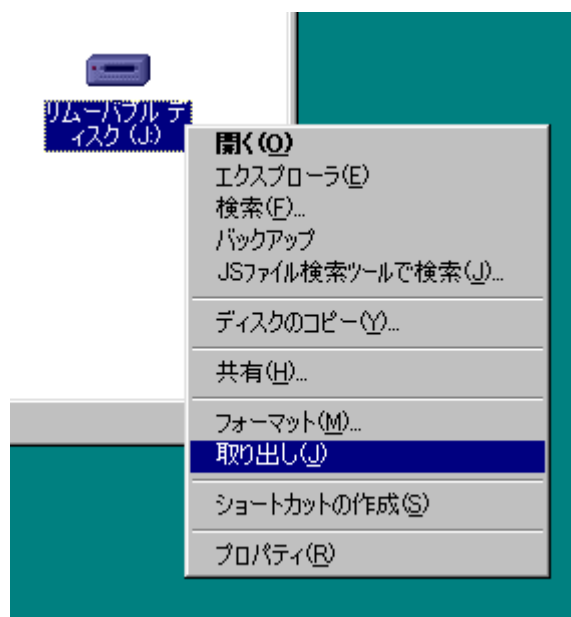 リムーバブル デ
ィスク (J:)
開く(O)
エクスプローラ(E)
検索(F)...
バックアップ
JSファイル検索ツールで検索(J)...
ディスクのコピー(Y)...
共有(H)...
フォーマット(M)...
取り出し(J)
ショートカットの作成(S)
プロパティ(R)